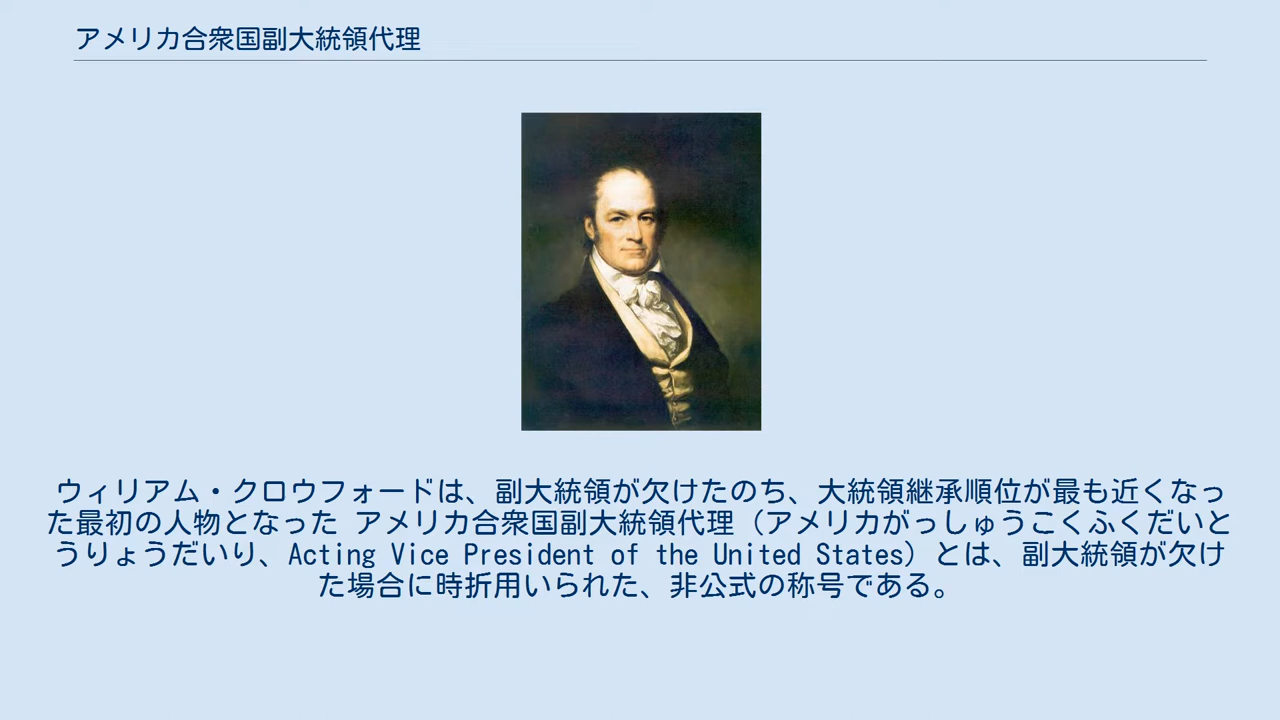 アメリカ合衆国副大統領代理
ウィリアム・クロウフォードは、副大統領が欠けたのち、大統領継承順位が最も近くなっ
た最初の人物となった アメリカ合衆国副大統領代理（アメリカがっしゅうこくふくだいと
うりょうだいり、Acting Vice President of the United States）とは、副大統領が欠け
た場合に時折用いられた、非公式の称号である。